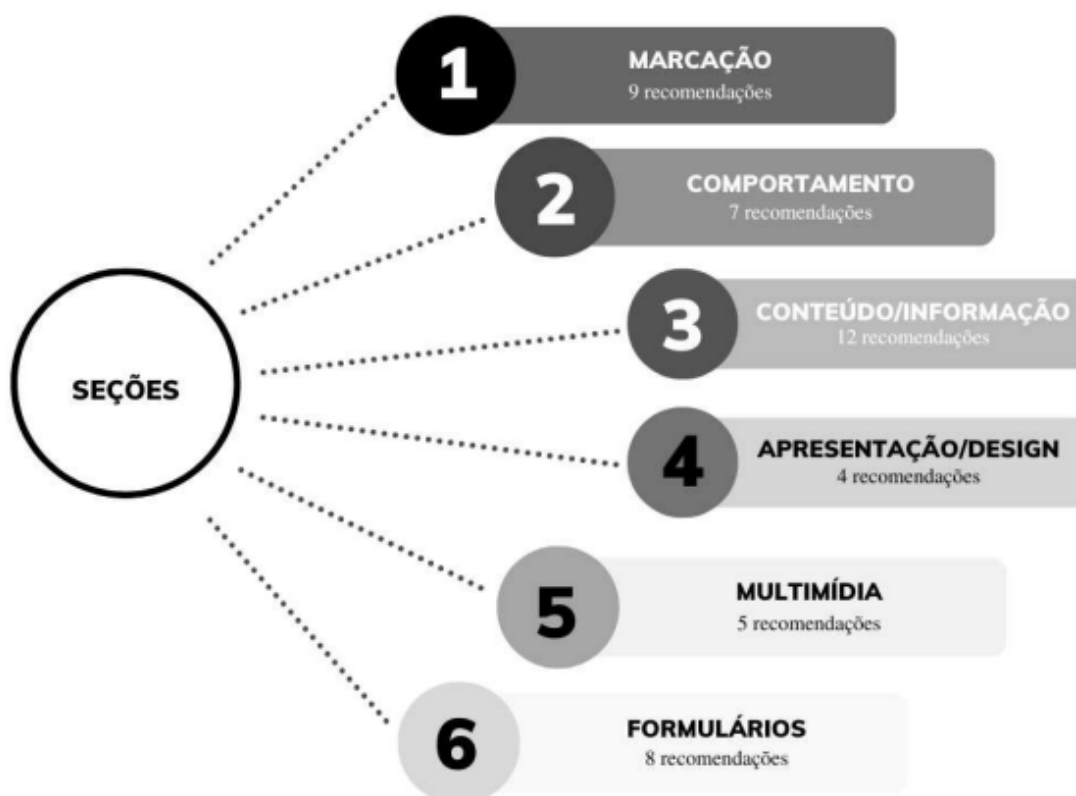 SEÇÕES
1
MARCAÇÃO
9 recomendações
2
COMPORTAMENTO
7 recomendações
3
CONTEÚDO/INFORMAÇÃO
12 recomendações
4
APRESENTAÇÃO/DESIGN
4 recomendações
5
MULTIMÍDIA
5 recomendações
6
FORMULÁRIOS
8 recomendações